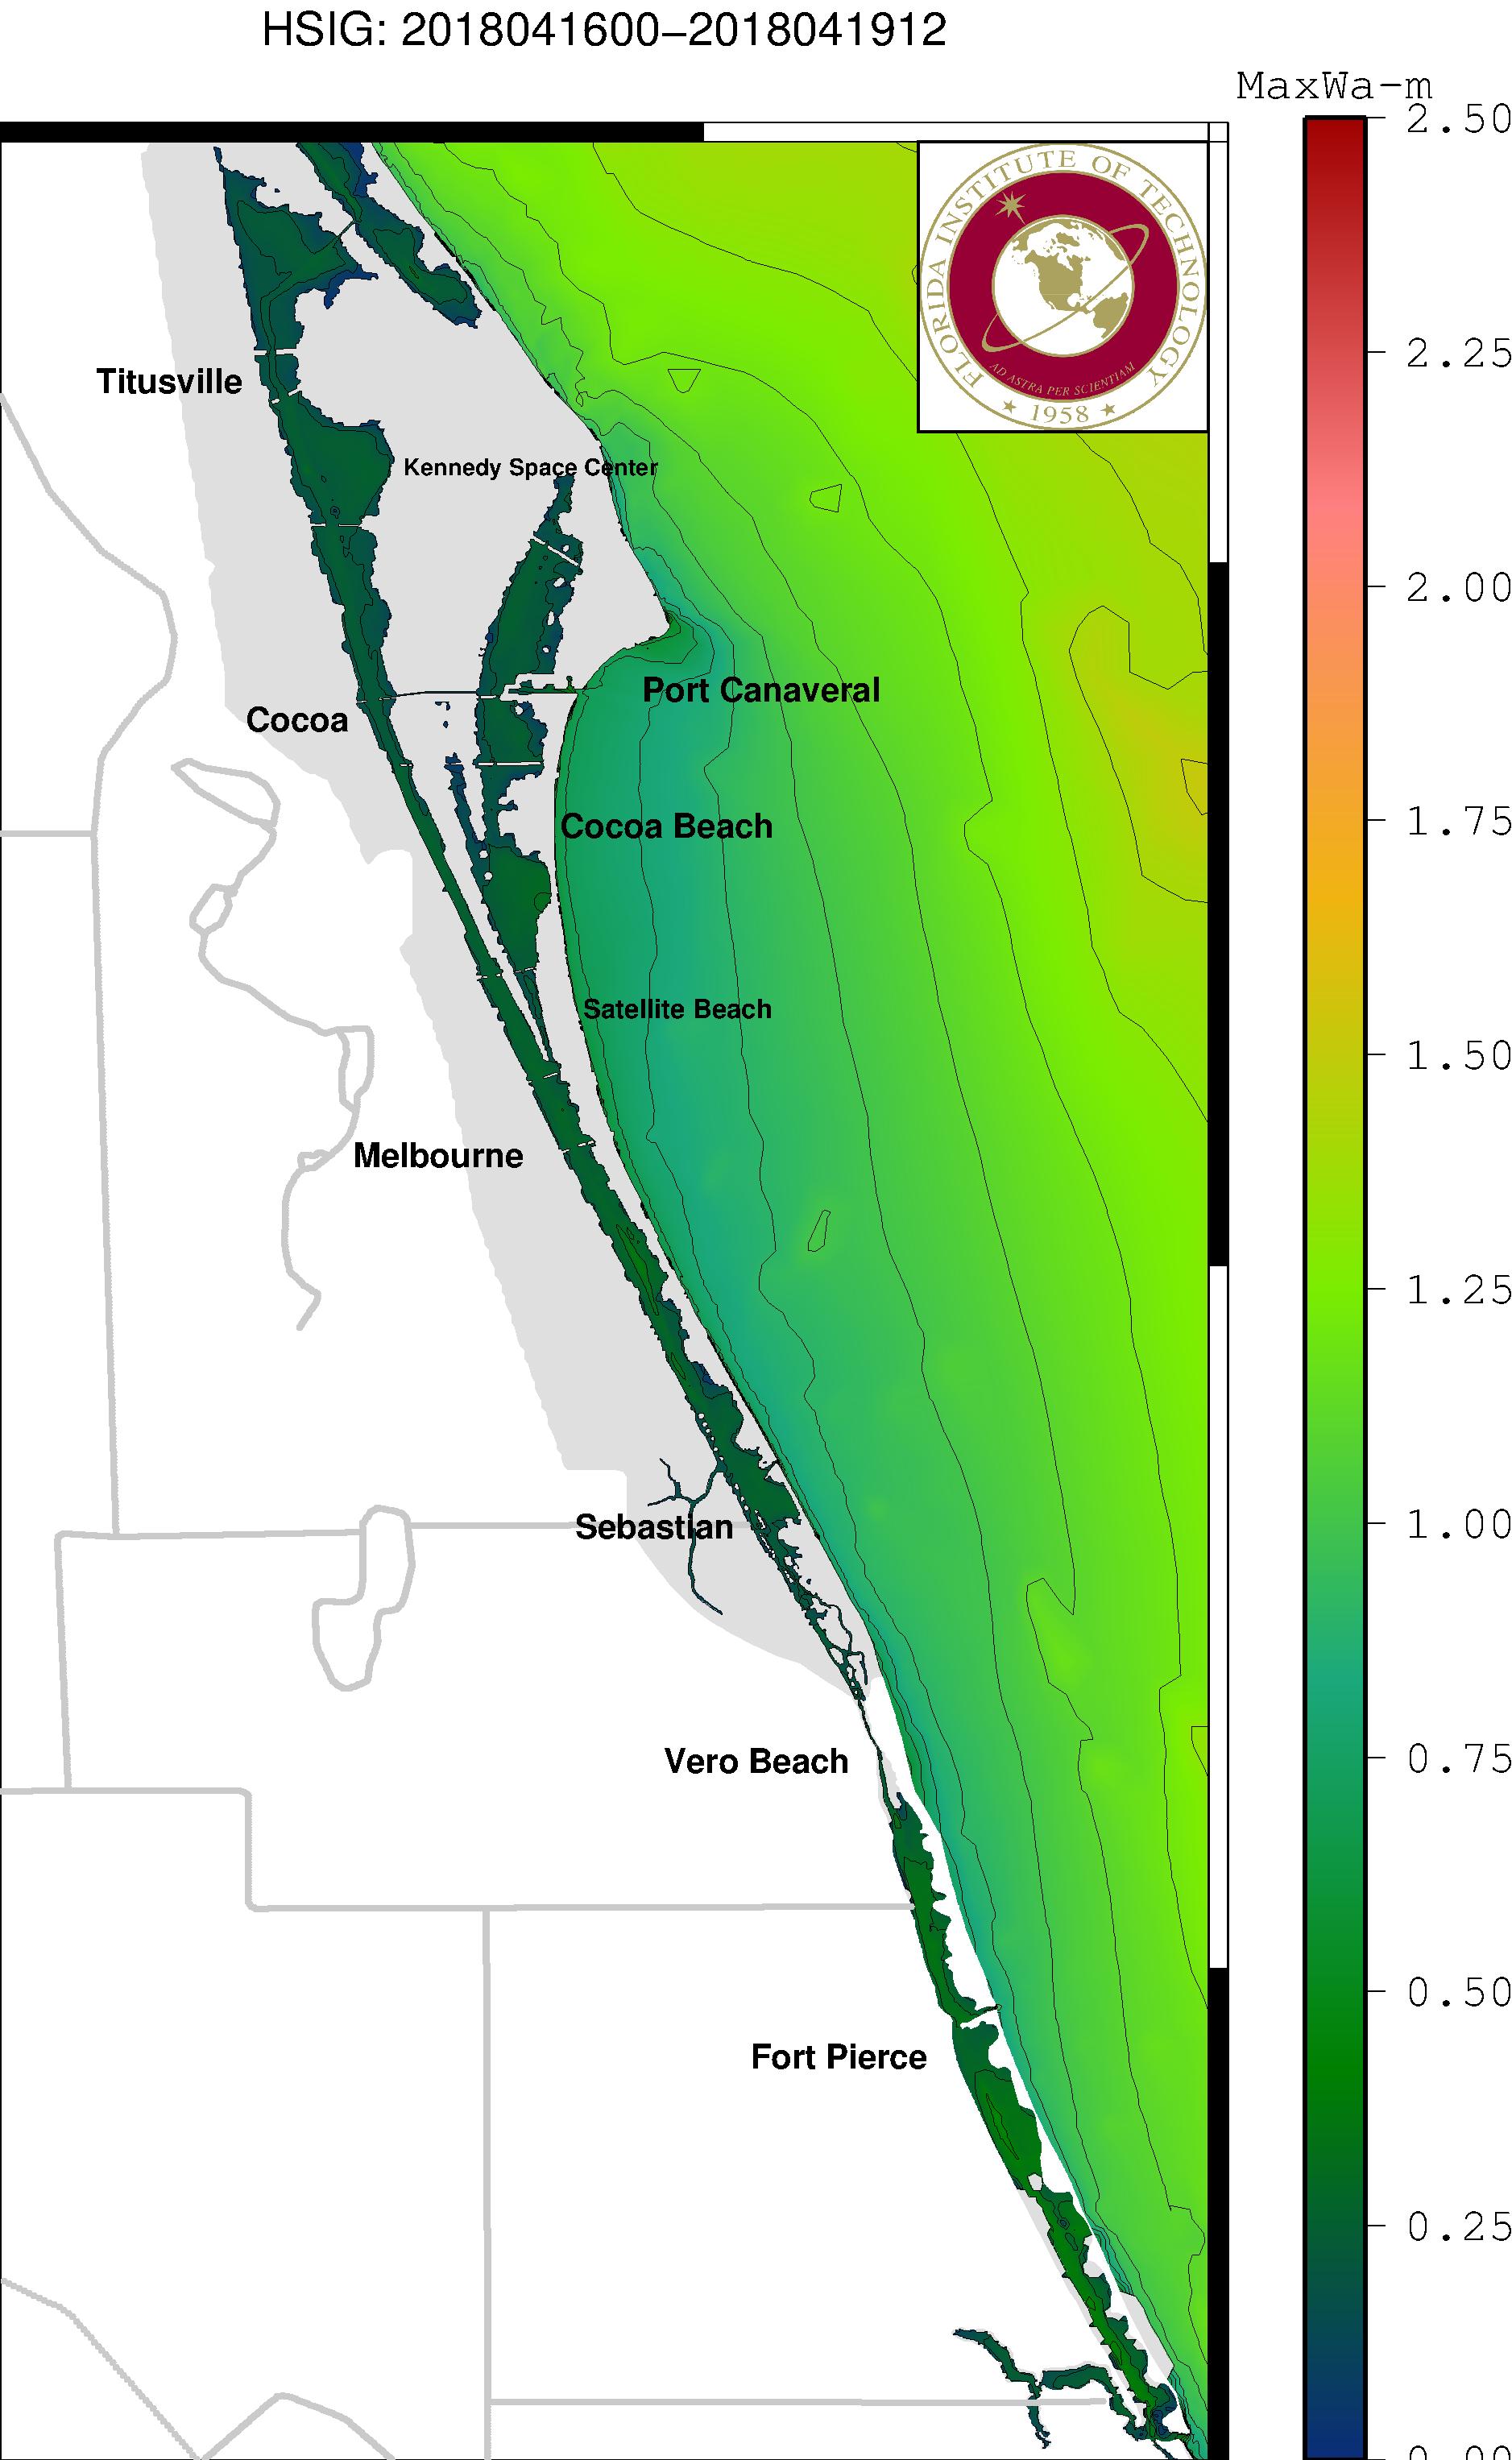 HSIG: 2018041600–2018041912
MaxWa-m
2.50
FLORIDA INSTITUTE OF TECHNOLOGY
AD ASTRA PER SCIENTIAM
1958
2.25
Titusville
Kennedy Space Center
2.00
Port Canaveral
Cocoa
1.75
Cocoa Beach
Satellite Beach
1.50
Melbourne
1.25
Sebastian
1.00
Vero Beach
0.75
0.50
Fort Pierce
0.25
0.00